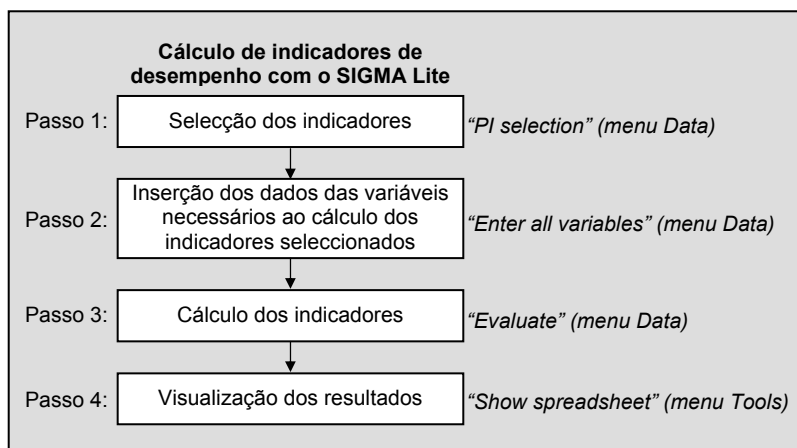 Cálculo de indicadores de
desempenho com o SIGMA Lite
Passo 1:
Selecção dos indicadores
“PI selection” (menu Data)
Passo 2:
Inserção dos dados das variáveis
necessários ao cálculo dos
indicadores seleccionados
“Enter all variables” (menu Data)
Passo 3:
Cálculo dos indicadores
“Evaluate” (menu Data)
Passo 4:
Visualização dos resultados
“Show spreadsheet” (menu Tools)